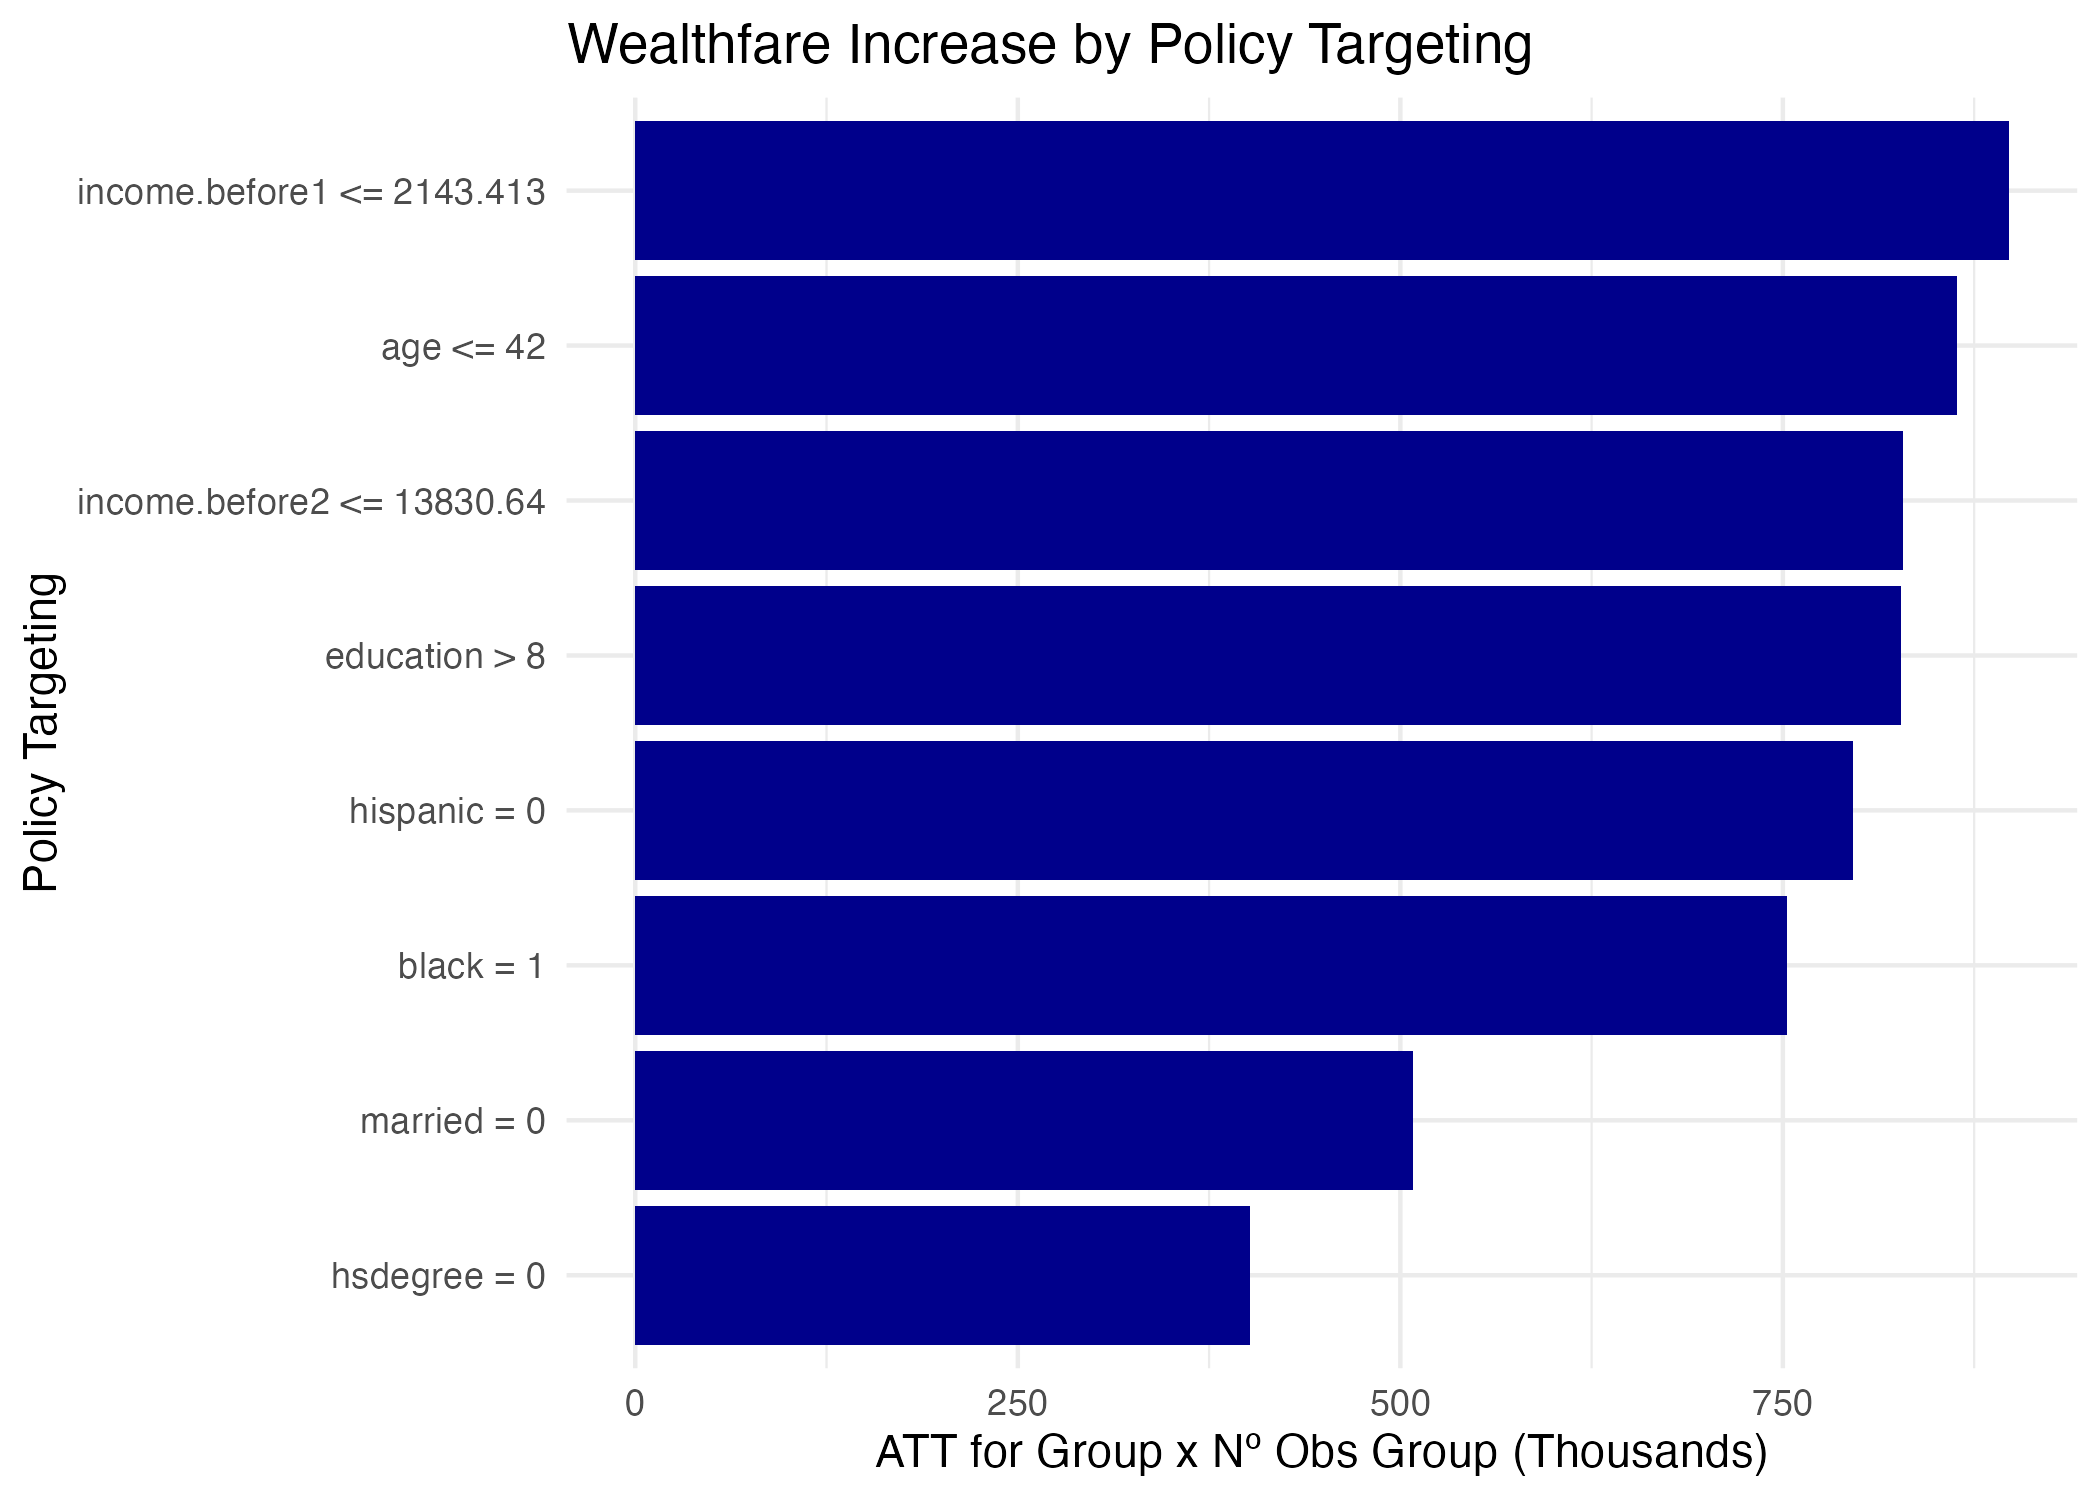 Wealthfare Increase by Policy Targeting
Policy Targeting
income.before1 <= 2143.413
age <= 42
income.before2 <= 13830.64
education > 8
hispanic = 0
black = 1
married = 0
hsdegree = 0
0 250 500 750
ATT for Group x Nº Obs Group (Thousands)